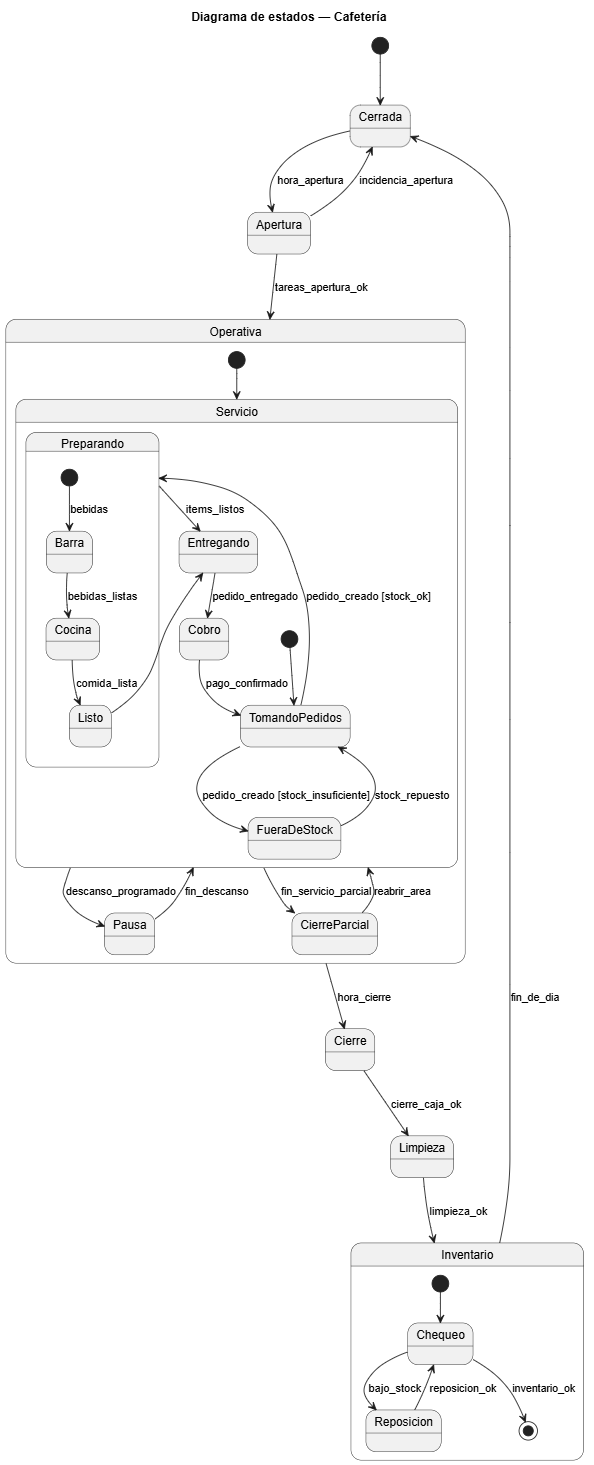 Diagrama de estados — Cafetería
Cerrada
hora_apertura
incidencia_apertura
Apertura
tareas_apertura_ok
Operativa
Servicio
Preparando
bebidas
items_listos
Barra
Entregando
bebidas_listas
pedido_entregado
pedido_creado [stock_ok]
Cocina
Cobro
comida_lista
pago_confirmado
Listo
TomandoPedidos
pedido_creado [stock_insuficiente]
stock_repuesto
FueraDeStock
descanso_programado
fin_descanso
fin_servicio_parcial
reabrir_area
Pausa
CierreParcial
hora_cierre
fin_de_dia
Cierre
cierre_caja_ok
Limpieza
limpieza_ok
Inventario
Chequeo
bajo_stock
reposicion_ok
inventario_ok
Reposicion